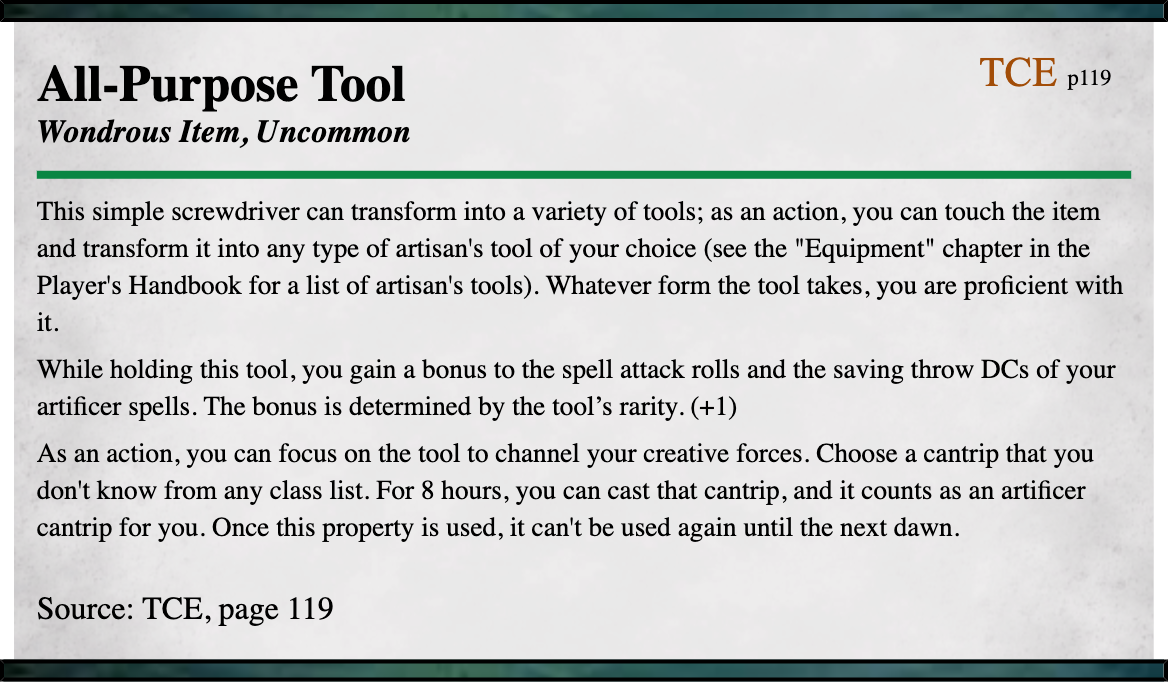 All-Purpose Tool
TCE p119
Wondrous Item, Uncommon
This simple screwdriver can transform into a variety of tools; as an action, you can touch the item
and transform it into any type of artisan's tool of your choice (see the "Equipment" chapter in the
Player's Handbook for a list of artisan's tools). Whatever form the tool takes, you are proficient with
it.
While holding this tool, you gain a bonus to the spell attack rolls and the saving throw DCs of your
artificer spells. The bonus is determined by the tool’s rarity. (+1)
As an action, you can focus on the tool to channel your creative forces. Choose a cantrip that you
don't know from any class list. For 8 hours, you can cast that cantrip, and it counts as an artificer
cantrip for you. Once this property is used, it can't be used again until the next dawn.
Source: TCE, page 119